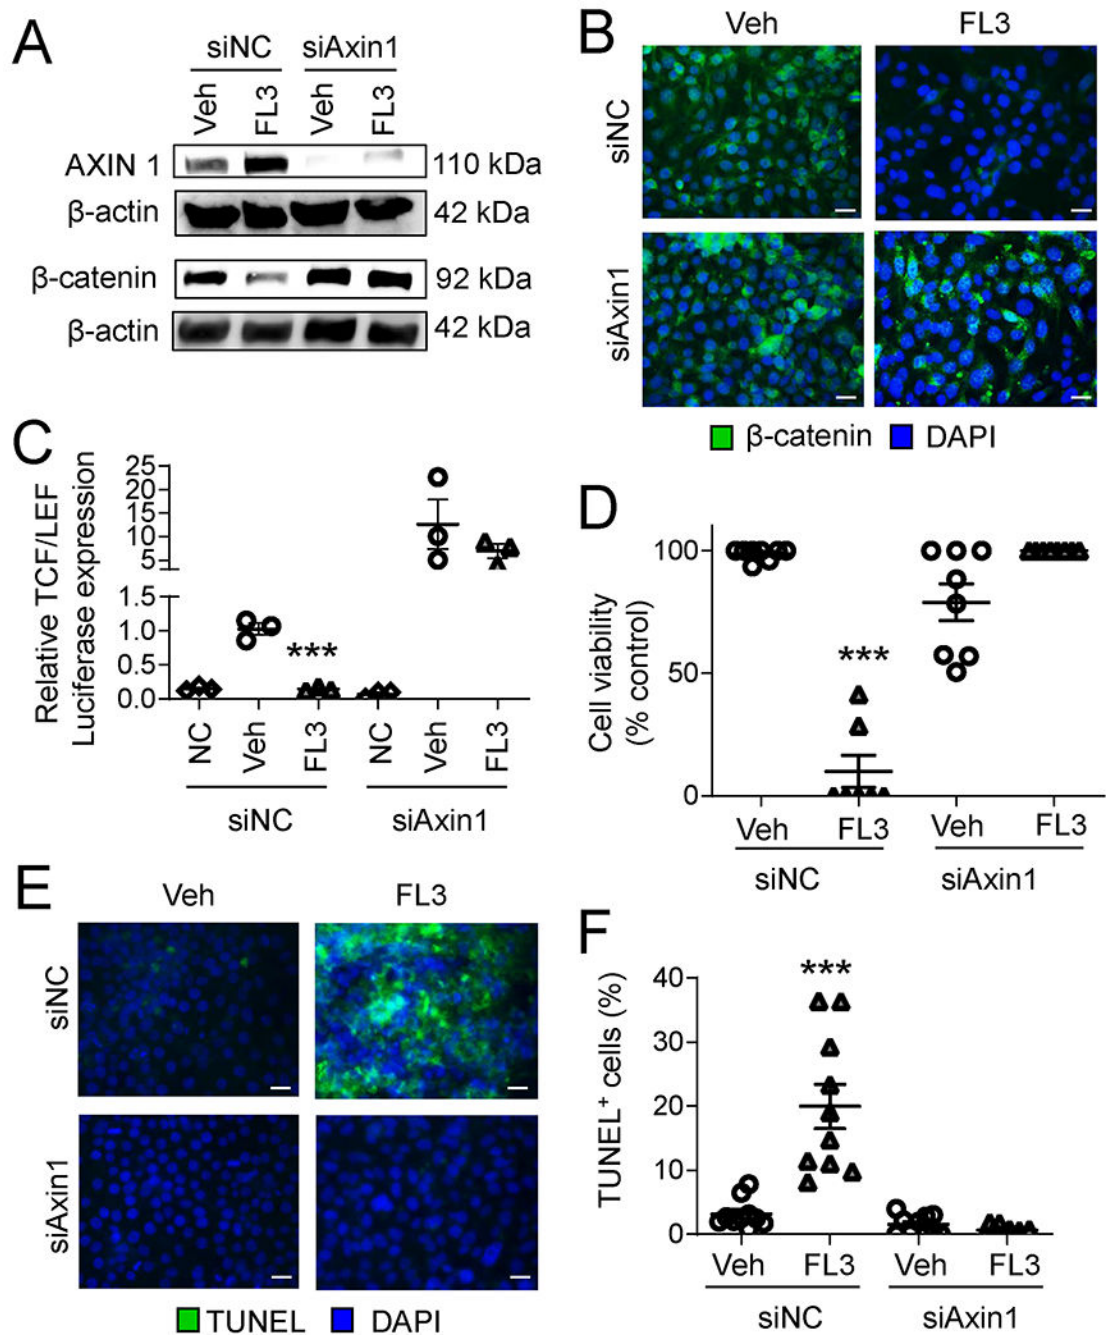 A
siNC siAxin1
Veh FL3 Veh FL3
AXIN 1 110 kDa
β-actin 42 kDa
β-catenin 92 kDa
β-actin 42 kDa
B
Veh FL3
siNC
siAxin1
β-catenin DAPI
C
Relative TCF/LEF
Luciferase expression
25
20
15
10
5
1.5
1.0
0.5
0.0
***
NC Veh FL3 NC Veh FL3
siNC siAxin1
D
Cell viability
(% control)
100
50
0
***
Veh FL3 Veh FL3
siNC siAxin1
E
Veh FL3
siNC
siAxin1
TUNEL DAPI
F
TUNEL⁺ cells (%)
40
30
20
10
0
***
Veh FL3 Veh FL3
siNC siAxin1